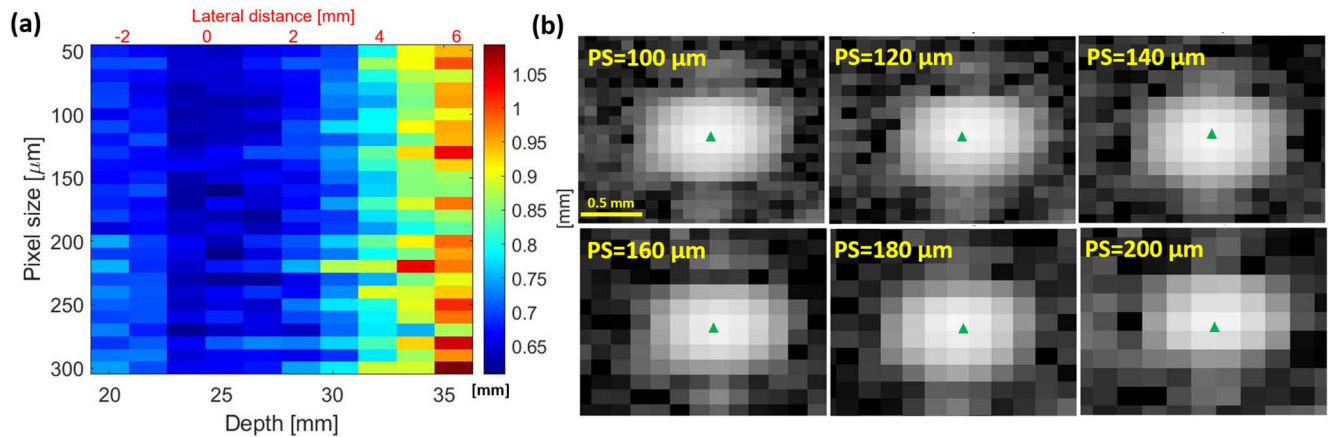 (a)
Lateral distance [mm]
-2 0 2 4 6
Pixel size [μm]
50
100
150
200
250
300
20 25 30 35
Depth [mm]
1.05
1
0.95
0.9
0.85
0.8
0.75
0.7
0.65
[mm]
[mm]
(b)
PS=100 μm
PS=120 μm
PS=140 μm
0.5 mm
PS=160 μm
PS=180 μm
PS=200 μm